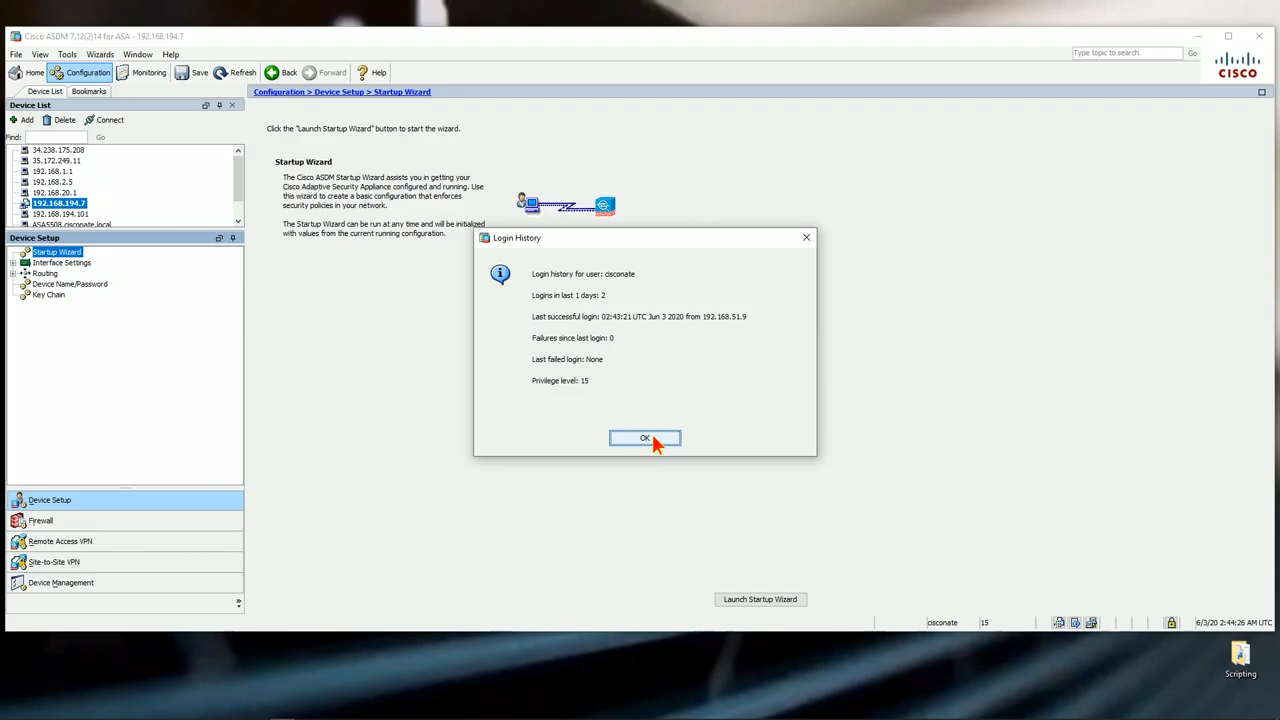 Cisco ASDM 7.12(2)14 for ASA - 192.168.194.7
File View Tools Wizards Window Help
Type topic to search Go
Home Configuration Monitoring Save Refresh Back Forward Help
CISCO
Device List Bookmarks
Device List
Configuration > Device Setup > Startup Wizard
Add Delete Connect
Find: Go
34.238.175.208
35.172.249.11
192.168.1.1
192.168.2.5
192.168.20.1
192.168.194.7
192.168.194.101
ASA5508.cisconate.local
Device Setup
Startup Wizard
Interface Settings
Routing
Device Name/Password
Key Chain
Device Setup
Firewall
Remote Access VPN
Site-to-Site VPN
Device Management
Click the "Launch Startup Wizard" button to start the wizard.
Startup Wizard
The Cisco ASDM Startup Wizard assists you in getting your
Cisco Adaptive Security Appliance configured and running. Use
this wizard to create a basic configuration that enforces
security policies in your network.
The Startup Wizard can be run at any time and will be initialized
with values from the current running configuration.
Login History
Login history for user: cisconate
Logins in last 1 days: 2
Last successful login: 02:43:21 UTC Jun 3 2020 from 192.168.51.9
Failures since last login: 0
Last failed login: None
Privilege level: 15
OK
Launch Startup Wizard
cisconate 15 6/3/20 2:44:26 AM UTC
Scripting